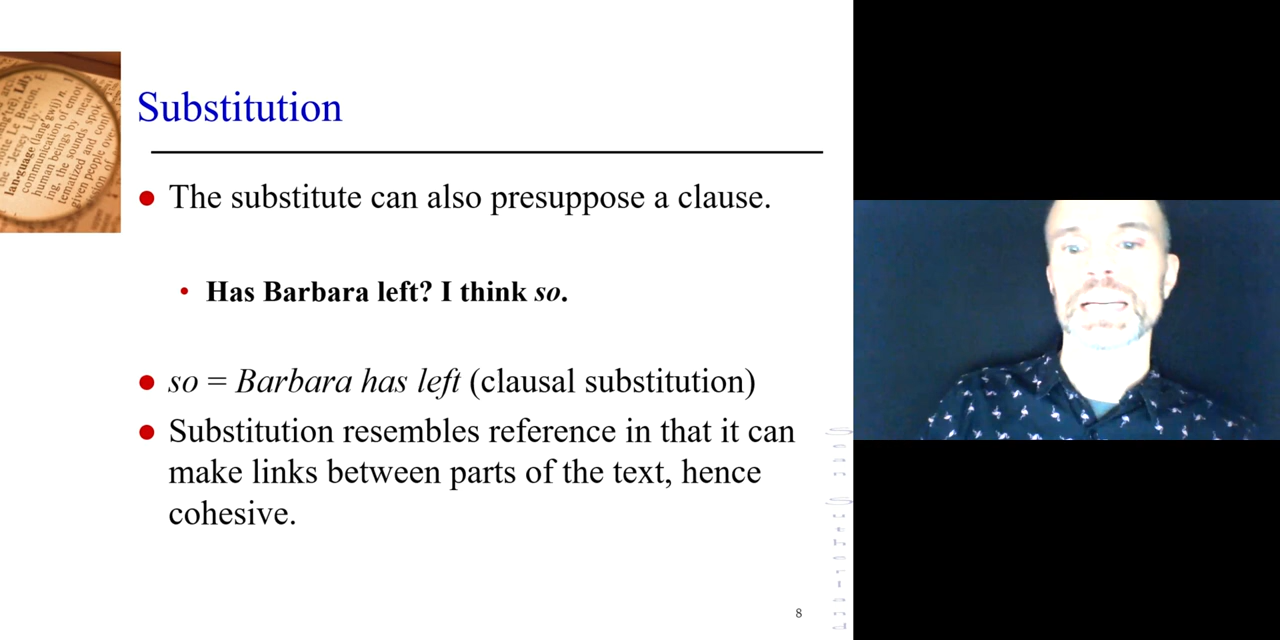 Substitution
The substitute can also presuppose a clause.
Has Barbara left? I think so.
so = Barbara has left (clausal substitution)
Substitution resembles reference in that it can
make links between parts of the text, hence
cohesive.
8